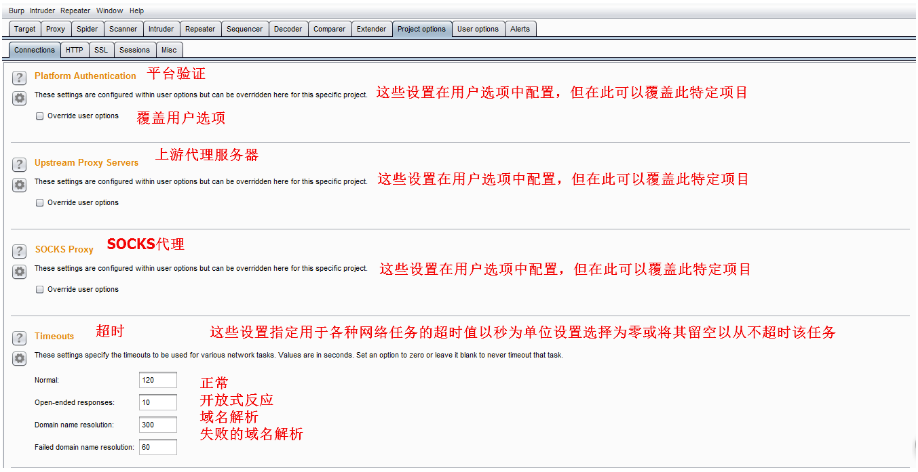 Burp Intruder Repeater Window Help
Target Proxy Spider Scanner Intruder Repeater Sequencer Decoder Comparer Extender Project options User options Alerts
Connections HTTP SSL Sessions Misc
? Platform Authentication 平台验证
These settings are configured within user options but can be overridden here for this specific project. 这些设置在用户选项中配置，但在此可以覆盖此特定项目
Override user options 覆盖用户选项
? Upstream Proxy Servers 上游代理服务器
These settings are configured within user options but can be overridden here for this specific project. 这些设置在用户选项中配置，但在此可以覆盖此特定项目
Override user options
? SOCKS Proxy SOCKS代理
These settings are configured within user options but can be overridden here for this specific project. 这些设置在用户选项中配置，但在此可以覆盖此特定项目
Override user options
? Timeouts 超时 这些设置指定用于各种网络任务的超时值以秒为单位设置选择为零或将其留空以从不超时该任务
These settings specify the timeouts to be used for various network tasks. Values are in seconds. Set an option to zero or leave it blank to never timeout that task.
Normal: 120 正常
Open-ended responses: 10 开放式反应
Domain name resolution: 300 域名解析
Failed domain name resolution: 60 失败的域名解析